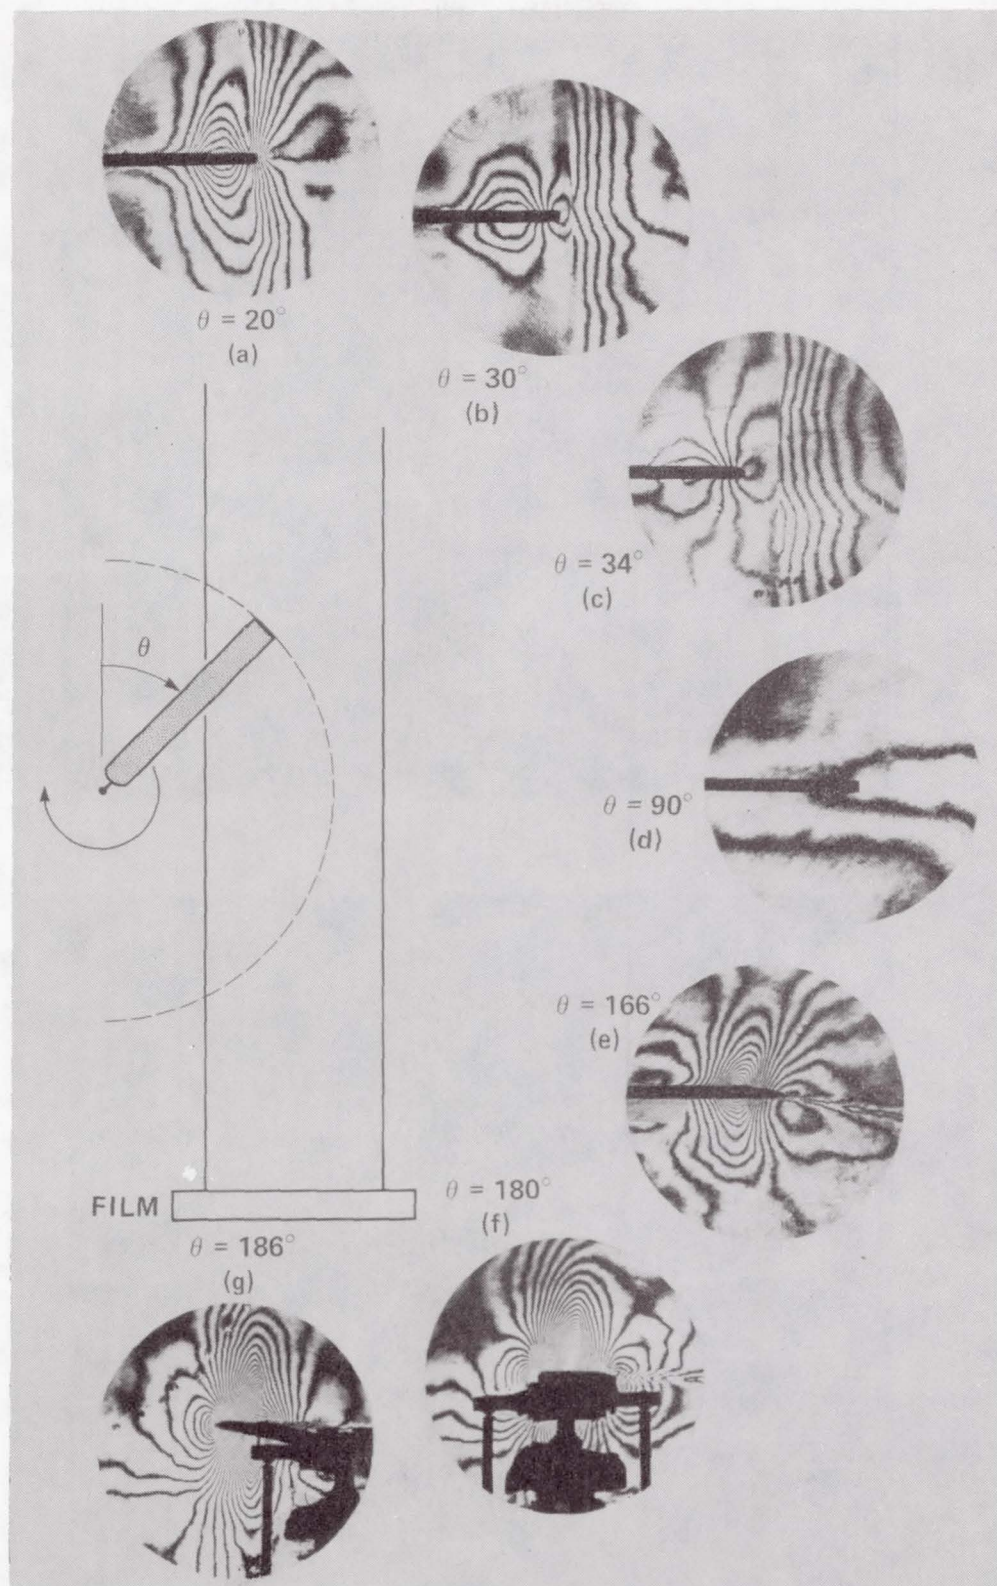 θ = 20°
(a)
θ = 30°
(b)
θ = 34°
(c)
θ
θ = 90°
(d)
θ = 166°
(e)
θ = 180°
(f)
FILM
θ = 186°
(g)